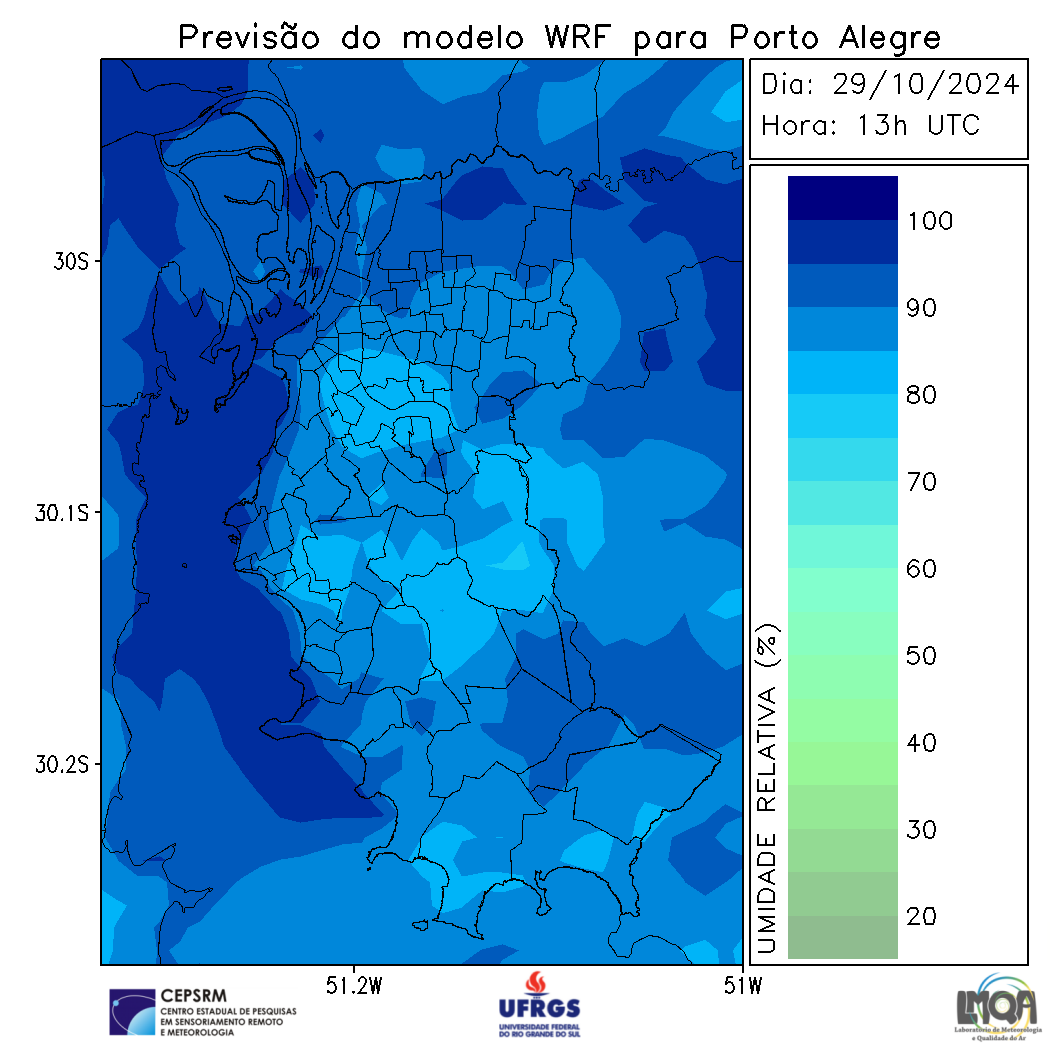 Previsão do modelo WRF para Porto Alegre
Dia: 29/10/2024
Hora: 13h UTC
100
90
80
70
60
50
40
30
20
UMIDADE RELATIVA (%)
30S
30.1S
30.2S
51.2W
51W
CEPSRM
CENTRO ESTADUAL DE PESQUISAS
EM SENSORIAMENTO REMOTO
E METEOROLOGIA
UFRGS
UNIVERSIDADE FEDERAL
DO RIO GRANDE DO SUL
LMQA
Laboratório de Meteorologia
e Qualidade do Ar